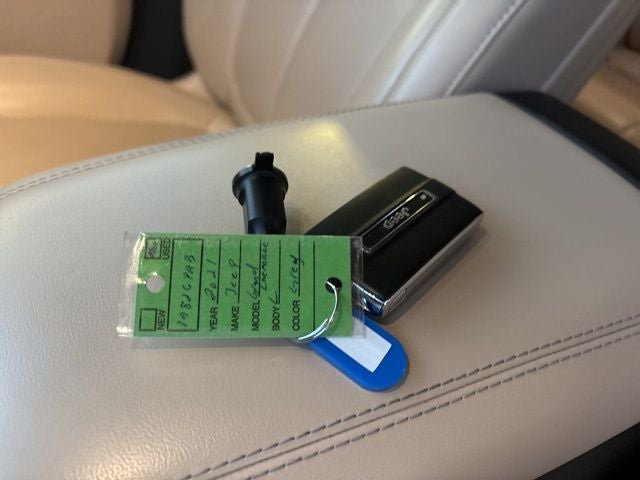 NEW
USED
1982CPAB
YEAR 2021
MAKE Jeep
MODEL Grand Cherokee
BODY L
COLOR Grey
Jeep